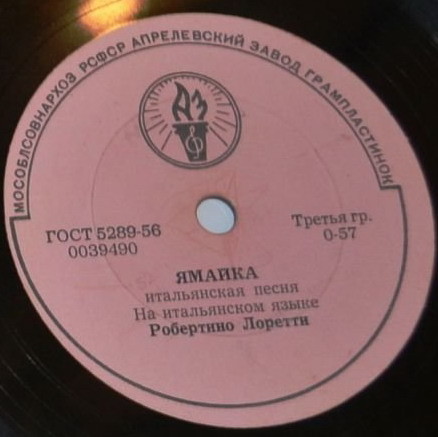 МОСОБЛСОВНАРХОЗ РСФСР АПРЕЛЕВСКИЙ ЗАВОД ГРАМПЛАСТИНОК
АЗ
ГОСТ 5289-56
0039490
Третья гр.
0-57
ЯМАЙКА
итальянская песня
На итальянском языке
Робертино Лоретти